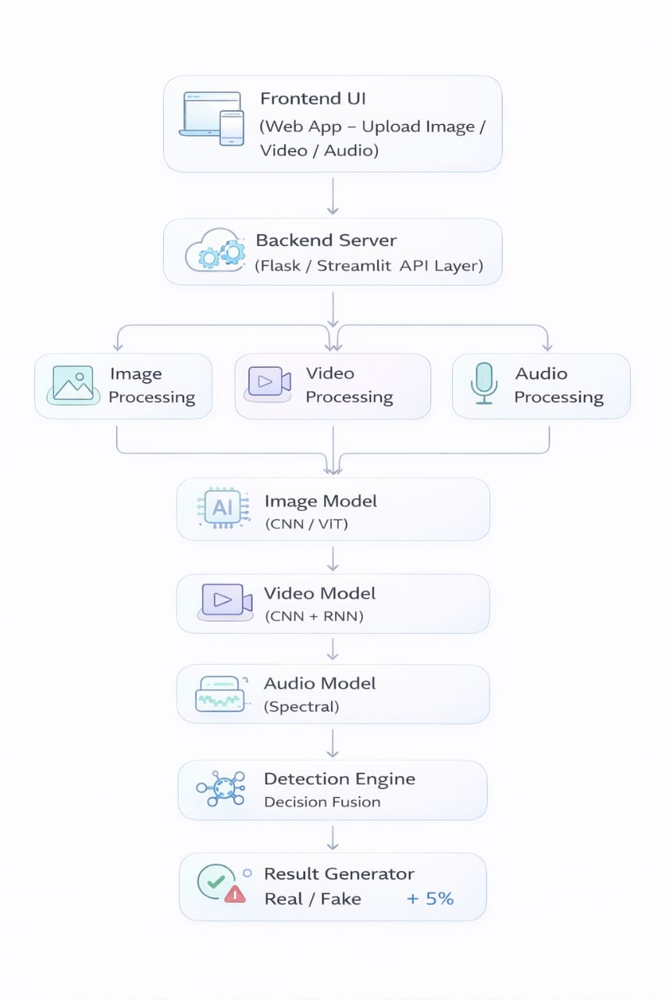 Frontend UI
(Web App – Upload Image /
Video / Audio)
Backend Server
(Flask / Streamlit API Layer)
Image
Processing
Video
Processing
Audio
Processing
AI
Image Model
(CNN / ViT)
Video Model
(CNN + RNN)
Audio Model
(Spectral)
Detection Engine
Decision Fusion
Result Generator
Real / Fake + 5%